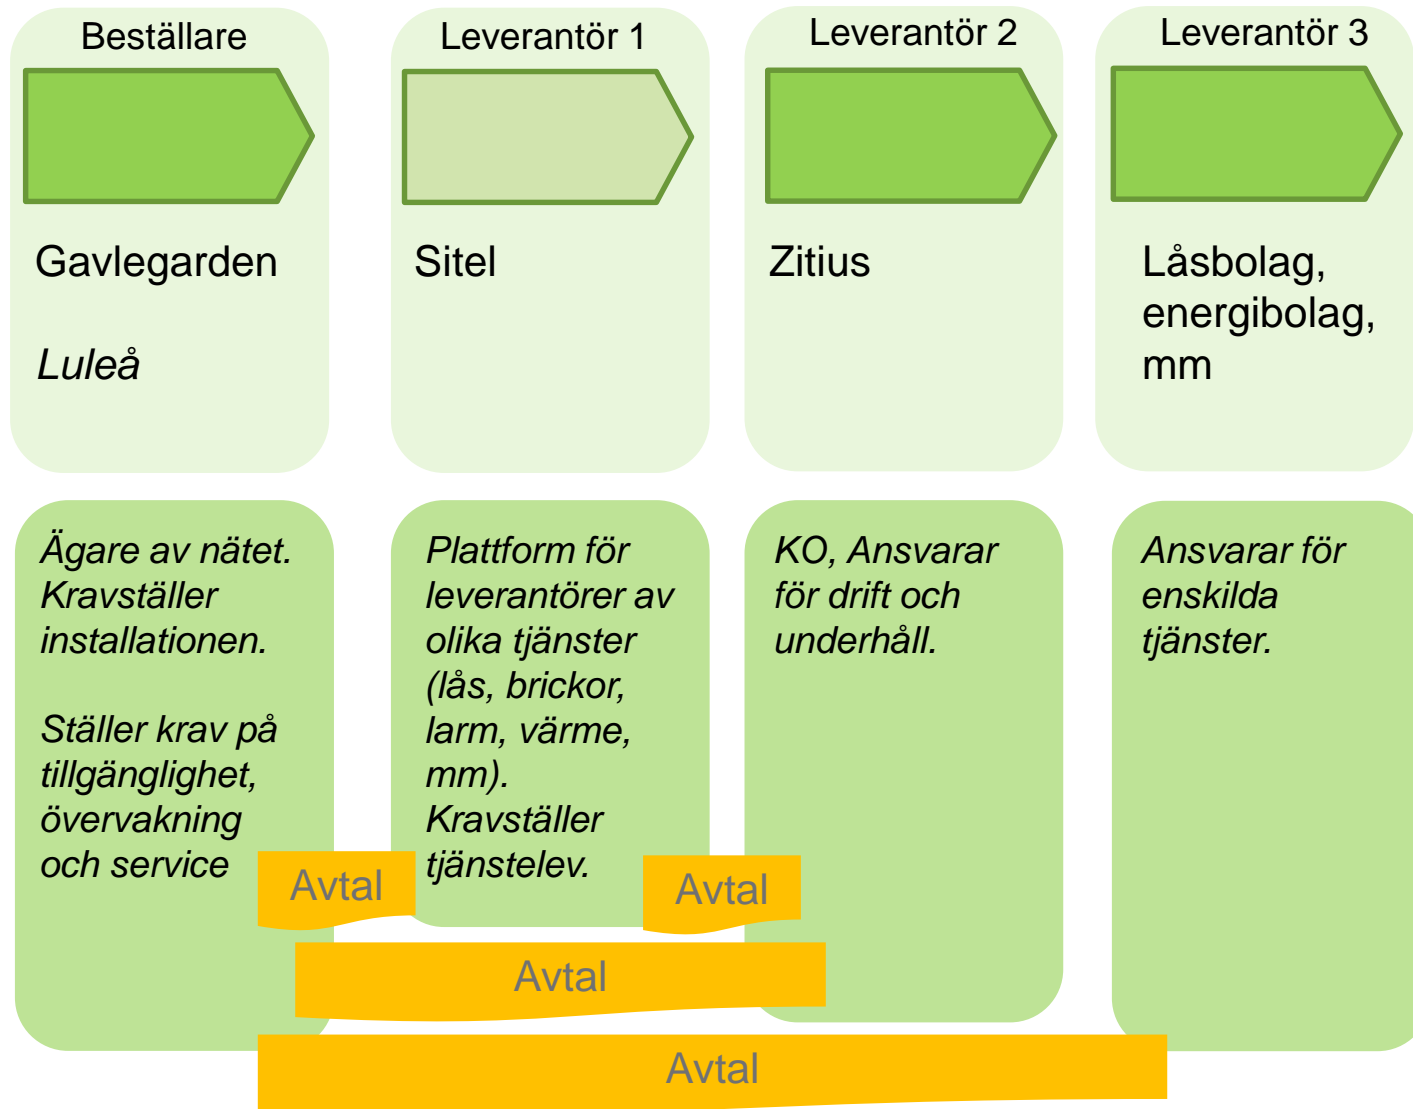 Beställare
Gavlegarden
Luleå
Leverantör 1
Sitel
Leverantör 2
Zitius
Leverantör 3
Låsbolag,
energibolag,
mm
Ägare av nätet.
Kravställer
installationen.
Ställer krav på
tillgänglighet,
övervakning
och service
Plattform för
leverantörer av
olika tjänster
(lås, brickor,
larm, värme,
mm).
Kravställer
tjänstelev.
KO, Ansvarar
för drift och
underhåll.
Ansvarar för
enskilda
tjänster.
Avtal
Avtal
Avtal
Avtal